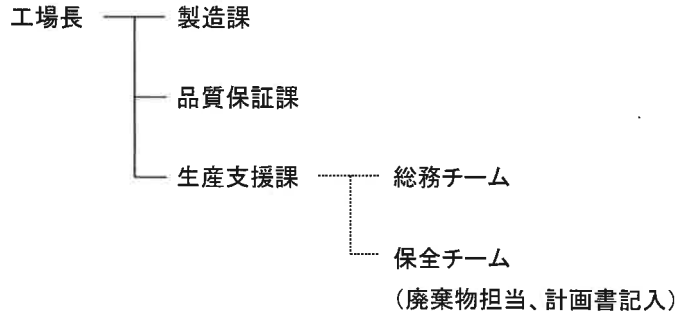 工場長
製造課
品質保証課
生産支援課
総務チーム
保全チーム
（廃棄物担当、計画書記入）